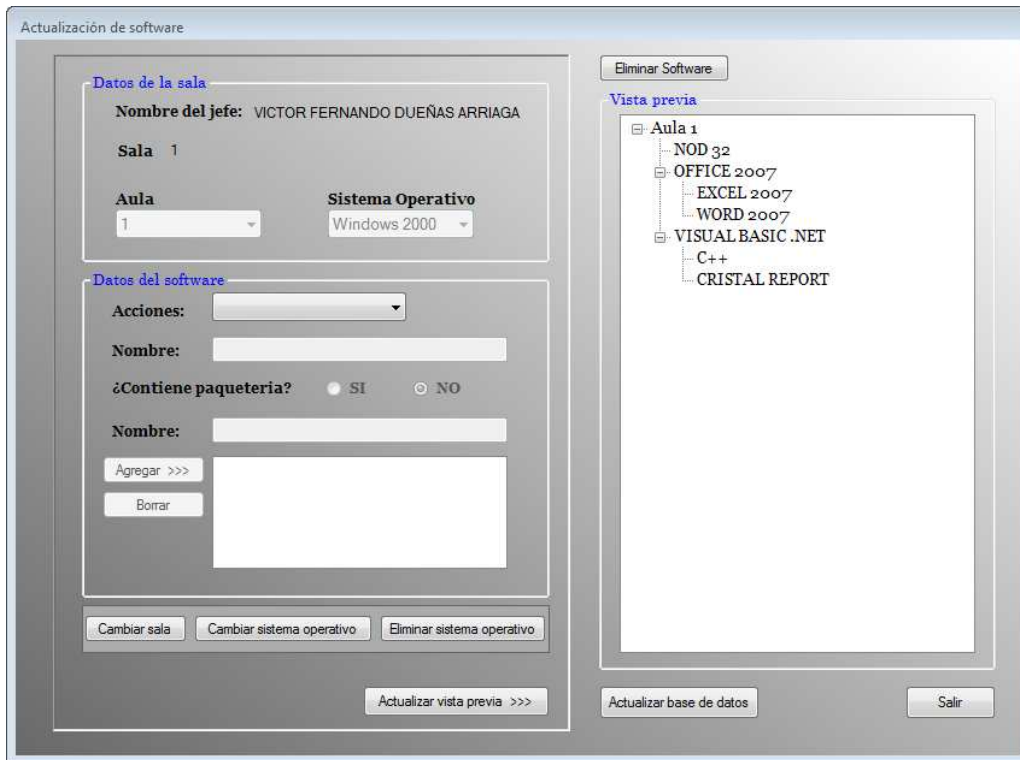 Actualización de software
Datos de la sala
Nombre del jefe: VICTOR FERNANDO DUEÑAS ARRIAGA
Sala 1
Aula Sistema Operativo
1 Windows 2000
Datos del software
Acciones:
Nombre:
¿Contiene paqueteria? SI NO
Nombre:
Agregar >>>
Borrar
Cambiar sala Cambiar sistema operativo Eliminar sistema operativo
Actualizar vista previa >>>
Eliminar Software
Vista previa
Aula 1
NOD 32
OFFICE 2007
EXCEL 2007
WORD 2007
VISUAL BASIC .NET
C++
CRISTAL REPORT
Actualizar base de datos Salir